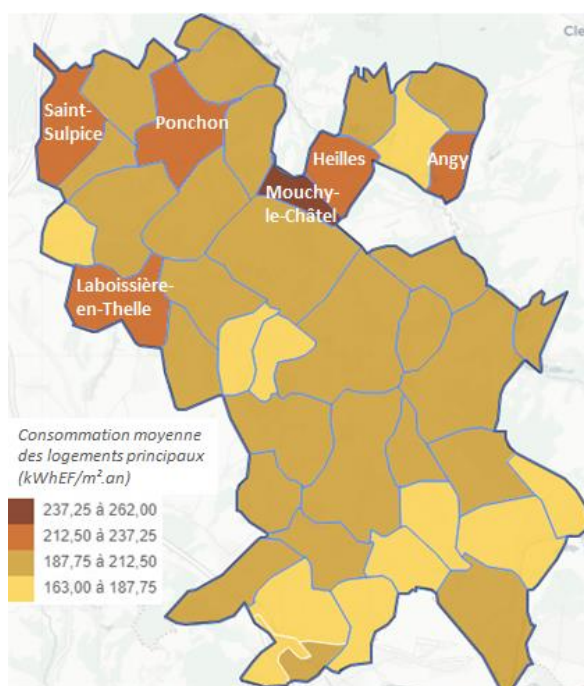 Cle
Saint-
Sulpice
Ponchon
Heilles
Angy
Mouchy-
le-Châtel
Laboissière-
en-Thelle
Consommation moyenne
des logements principaux
(kWhEF/m².an)
237,25 à 262,00
212,50 à 237,25
187,75 à 212,50
163,00 à 187,75